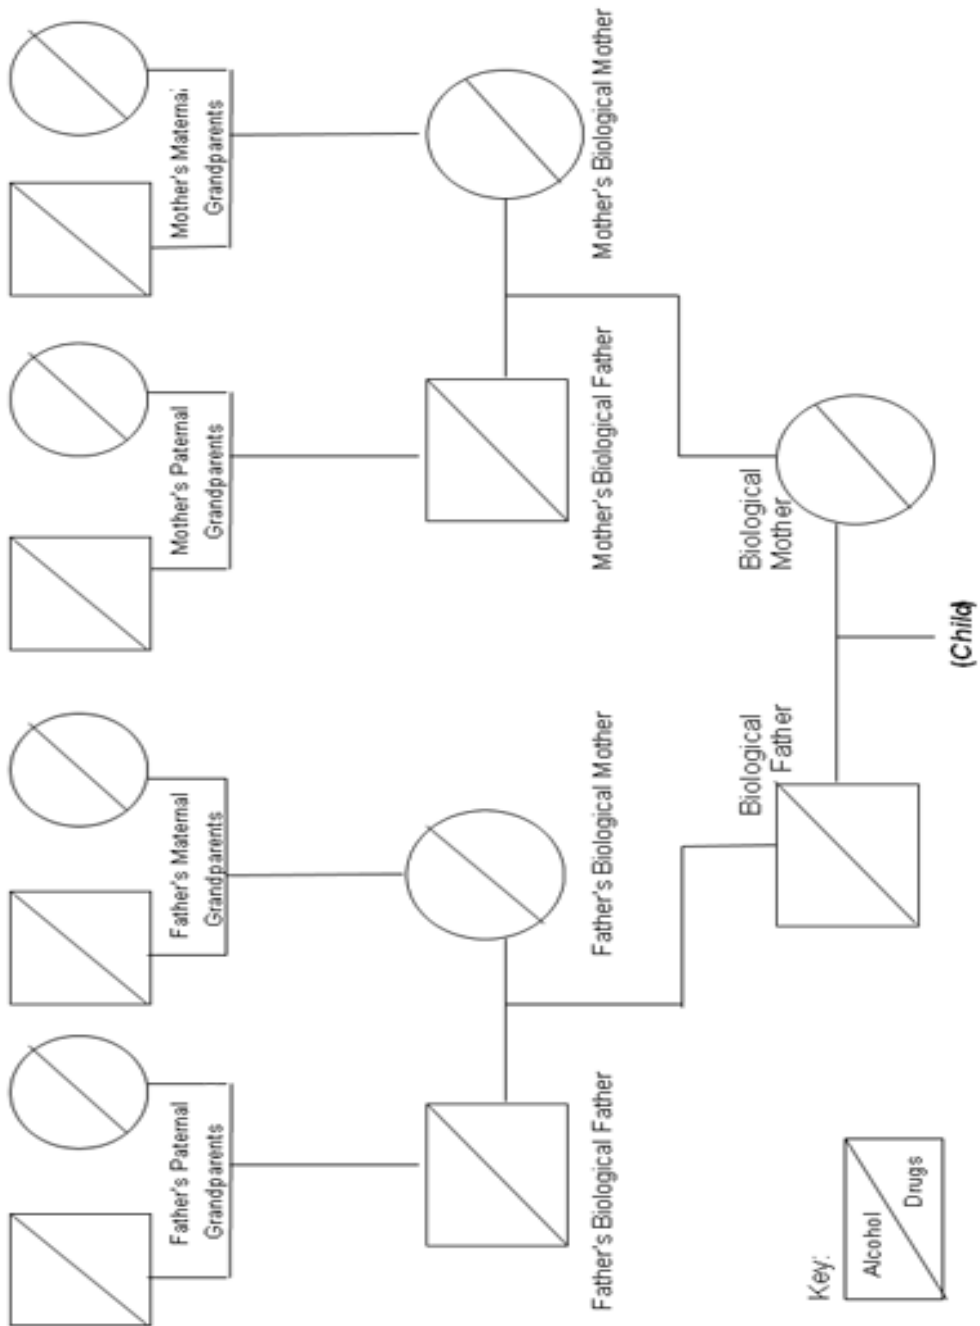 Father's Paternal
Grandparents
Father's Maternal
Grandparents
Mother's Paternal
Grandparents
Mother's Maternal
Grandparents
Father's Biological Father
Father's Biological Mother
Mother's Biological Father
Mother's Biological Mother
Biological
Father
Biological
Mother
(Child)
Key:
Alcohol
Drugs